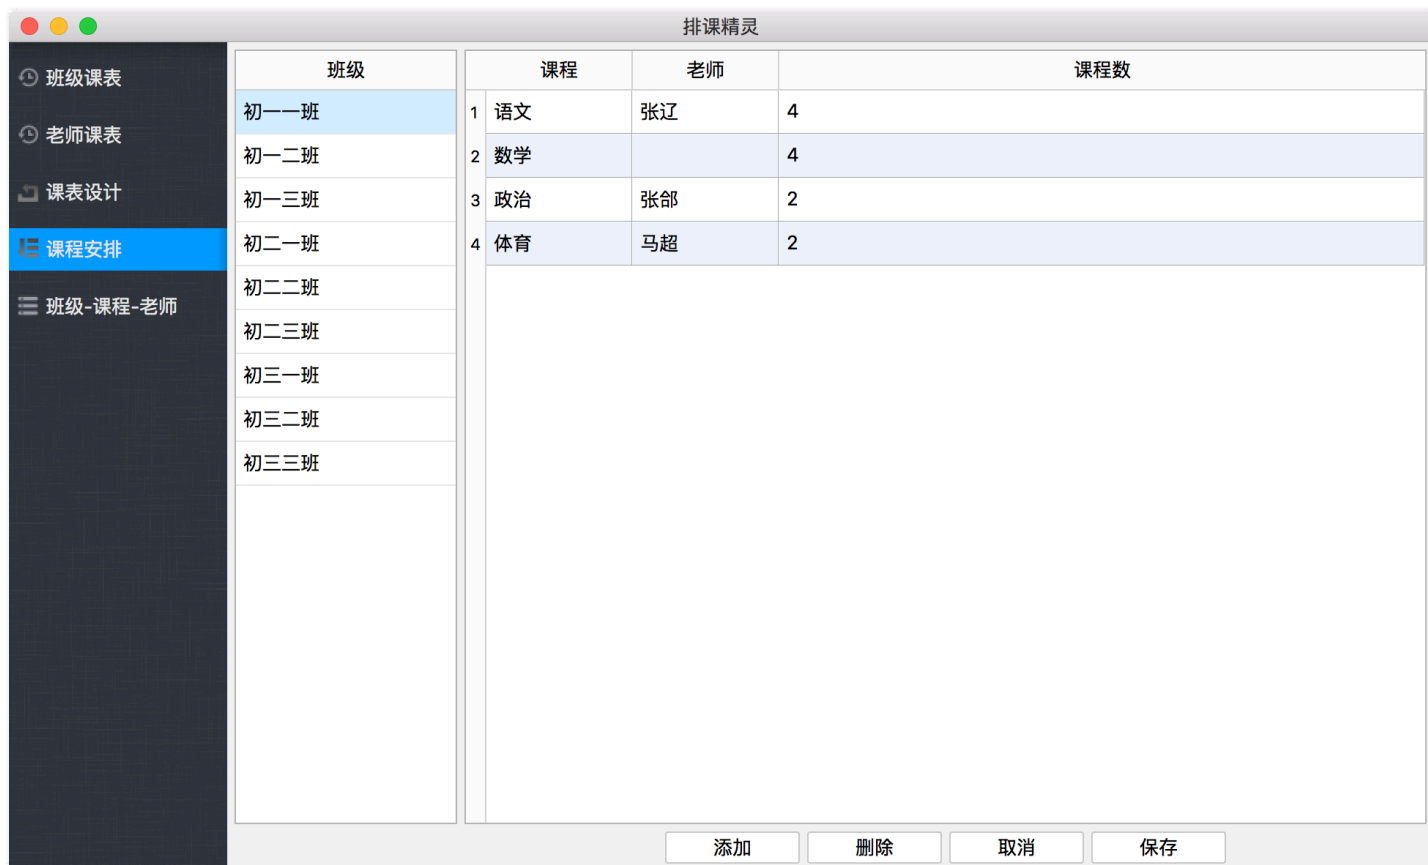 排课精灵
班级课表
老师课表
课表设计
课程安排
班级-课程-老师
班级
初一一班
初一二班
初一三班
初二一班
初二二班
初二三班
初三一班
初三二班
初三三班
课程 老师 课程数
1 语文 张辽 4
2 数学 4
3 政治 张郃 2
4 体育 马超 2
添加 删除 取消 保存